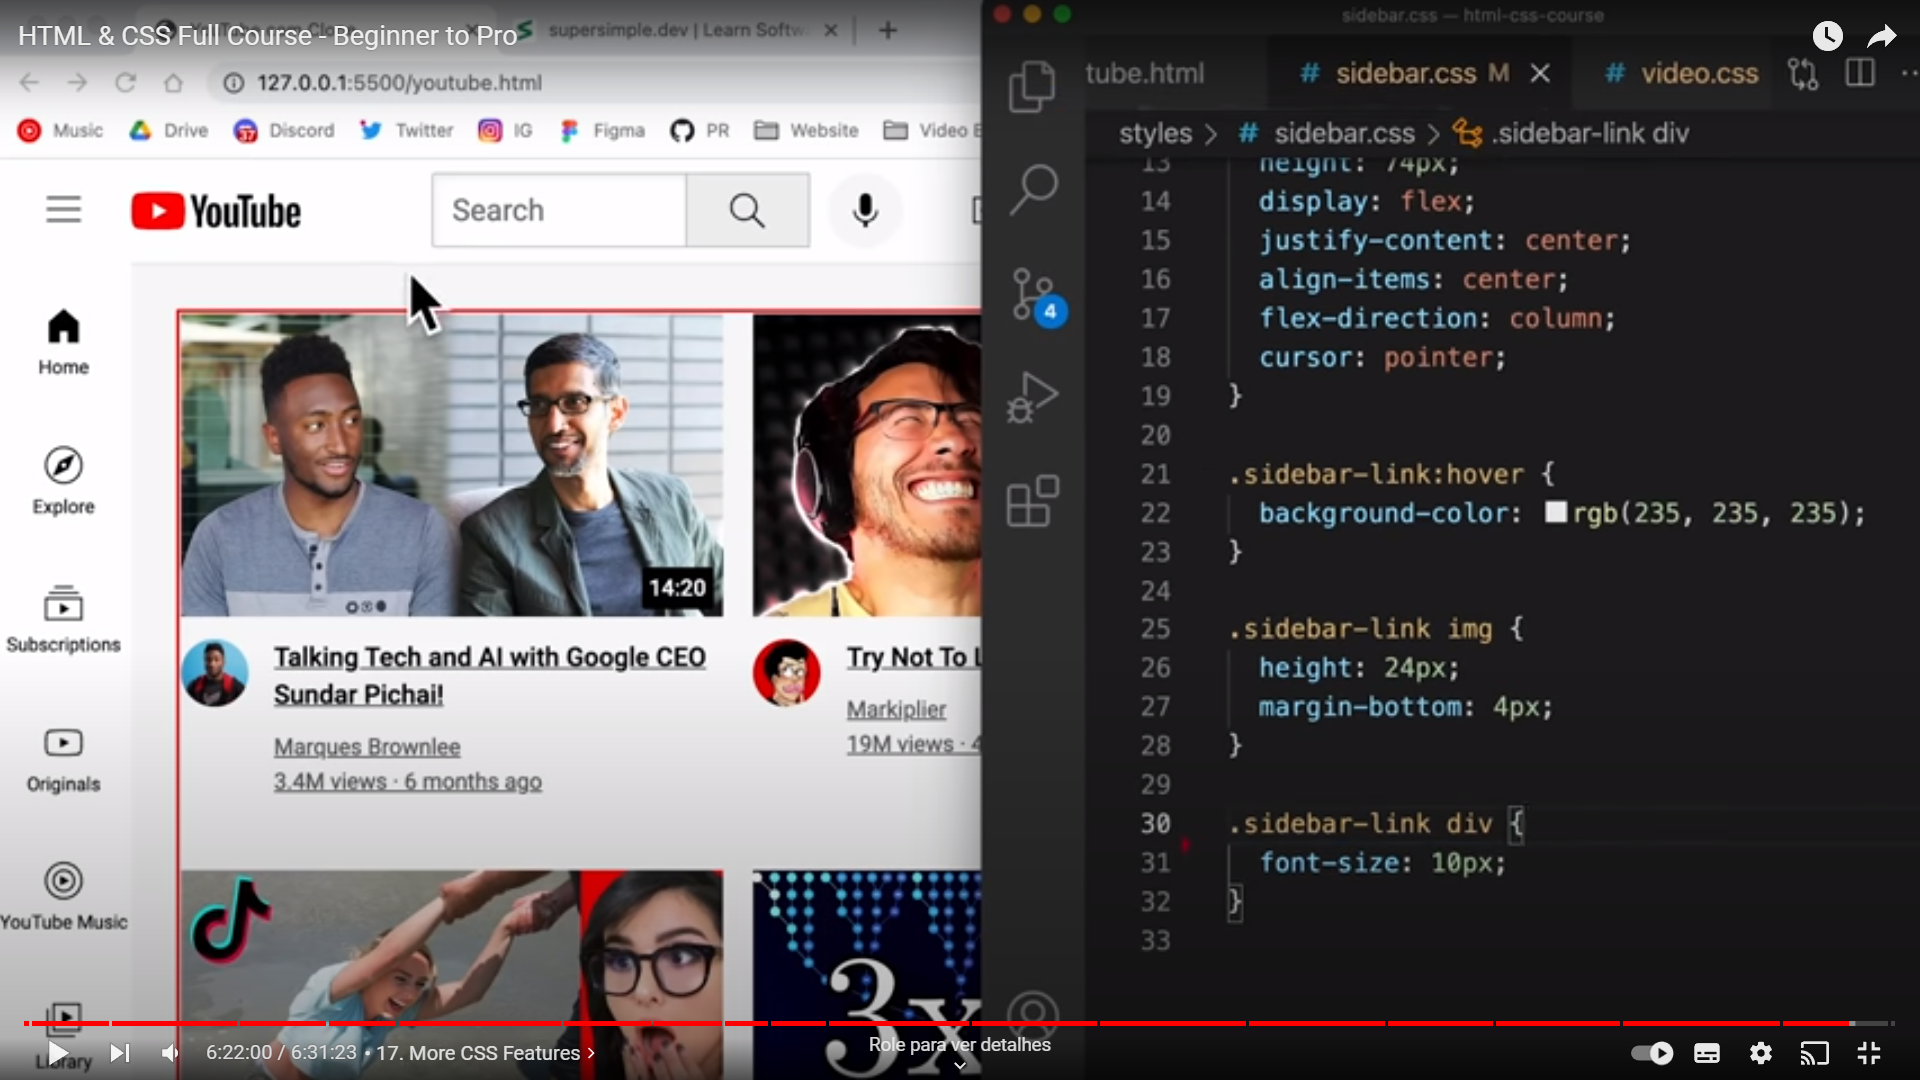 HTML & CSS Full Course - Beginner to Pro
supersimple.dev | Learn Softw
127.0.0.1:5500/youtube.html
Music Drive Discord Twitter IG Figma PR Website Video E
YouTube
Search
Home
Explore
Subscriptions
Originals
YouTube Music
Library
14:20
Talking Tech and AI with Google CEO
Sundar Pichai!
Marques Brownlee
3.4M views · 6 months ago
Try Not To L
Markiplier
19M views · 4
3x
sidebar.css — html-css-course
tube.html # sidebar.css M # video.css
styles > # sidebar.css > .sidebar-link div
4
13 height: 74px;
14 display: flex;
15 justify-content: center;
16 align-items: center;
17 flex-direction: column;
18 cursor: pointer;
19 }
20
21 .sidebar-link:hover {
22 background-color: rgb(235, 235, 235);
23 }
24
25 .sidebar-link img {
26 height: 24px;
27 margin-bottom: 4px;
28 }
29
30 .sidebar-link div {
31 font-size: 10px;
32 }
33
6:22:00 / 6:31:23 • 17. More CSS Features >
Role para ver detalhes